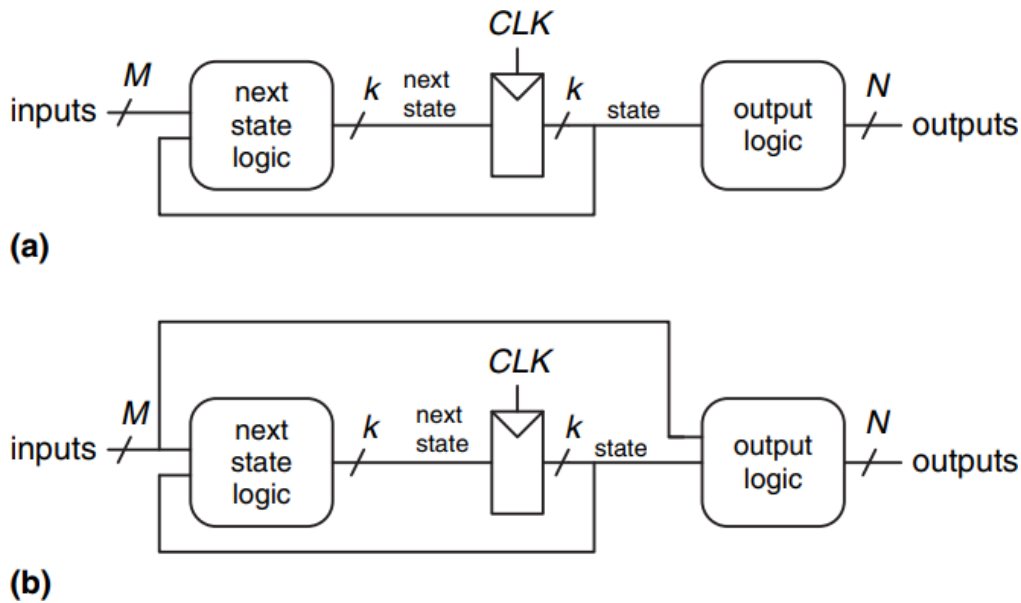 CLK
M
inputs
next
state
logic
k
next
state
k
state
output
logic
N
outputs
(a)
CLK
M
inputs
next
state
logic
k
next
state
k
state
output
logic
N
outputs
(b)